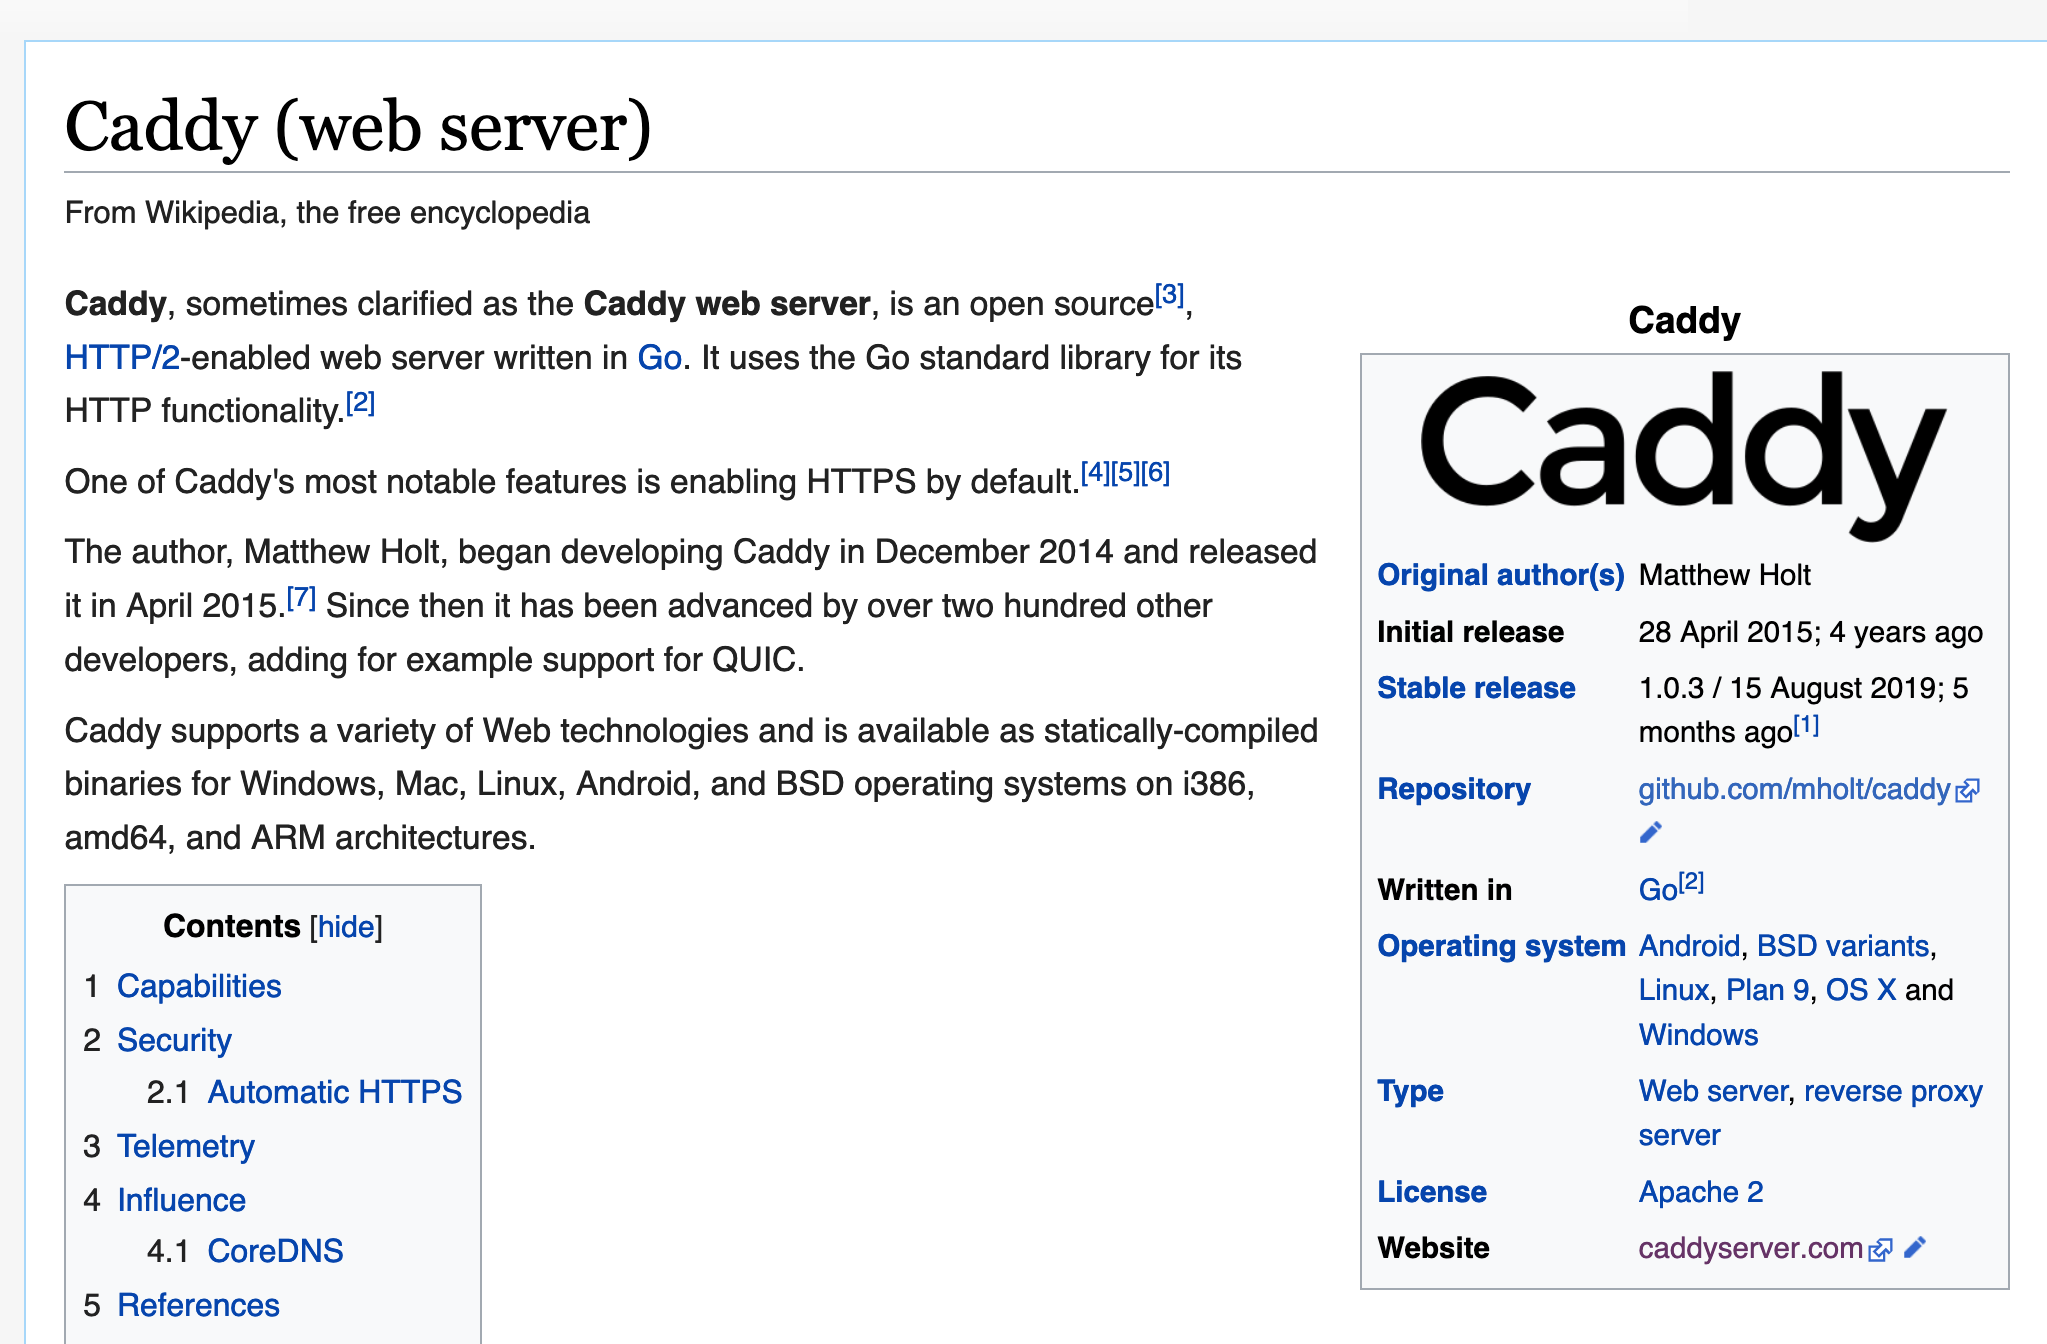 Caddy (web server)
From Wikipedia, the free encyclopedia
Caddy, sometimes clarified as the Caddy web server, is an open source[3],
HTTP/2-enabled web server written in Go. It uses the Go standard library for its
HTTP functionality.[2]
One of Caddy's most notable features is enabling HTTPS by default.[4][5][6]
The author, Matthew Holt, began developing Caddy in December 2014 and released
it in April 2015.[7] Since then it has been advanced by over two hundred other
developers, adding for example support for QUIC.
Caddy supports a variety of Web technologies and is available as statically-compiled
binaries for Windows, Mac, Linux, Android, and BSD operating systems on i386,
amd64, and ARM architectures.
Contents [hide]
1 Capabilities
2 Security
2.1 Automatic HTTPS
3 Telemetry
4 Influence
4.1 CoreDNS
5 References
Caddy
Caddy
Original author(s) Matthew Holt
Initial release 28 April 2015; 4 years ago
Stable release 1.0.3 / 15 August 2019; 5
months ago[1]
Repository github.com/mholt/caddy
Written in Go[2]
Operating system Android, BSD variants,
Linux, Plan 9, OS X and
Windows
Type Web server, reverse proxy
server
License Apache 2
Website caddyserver.com